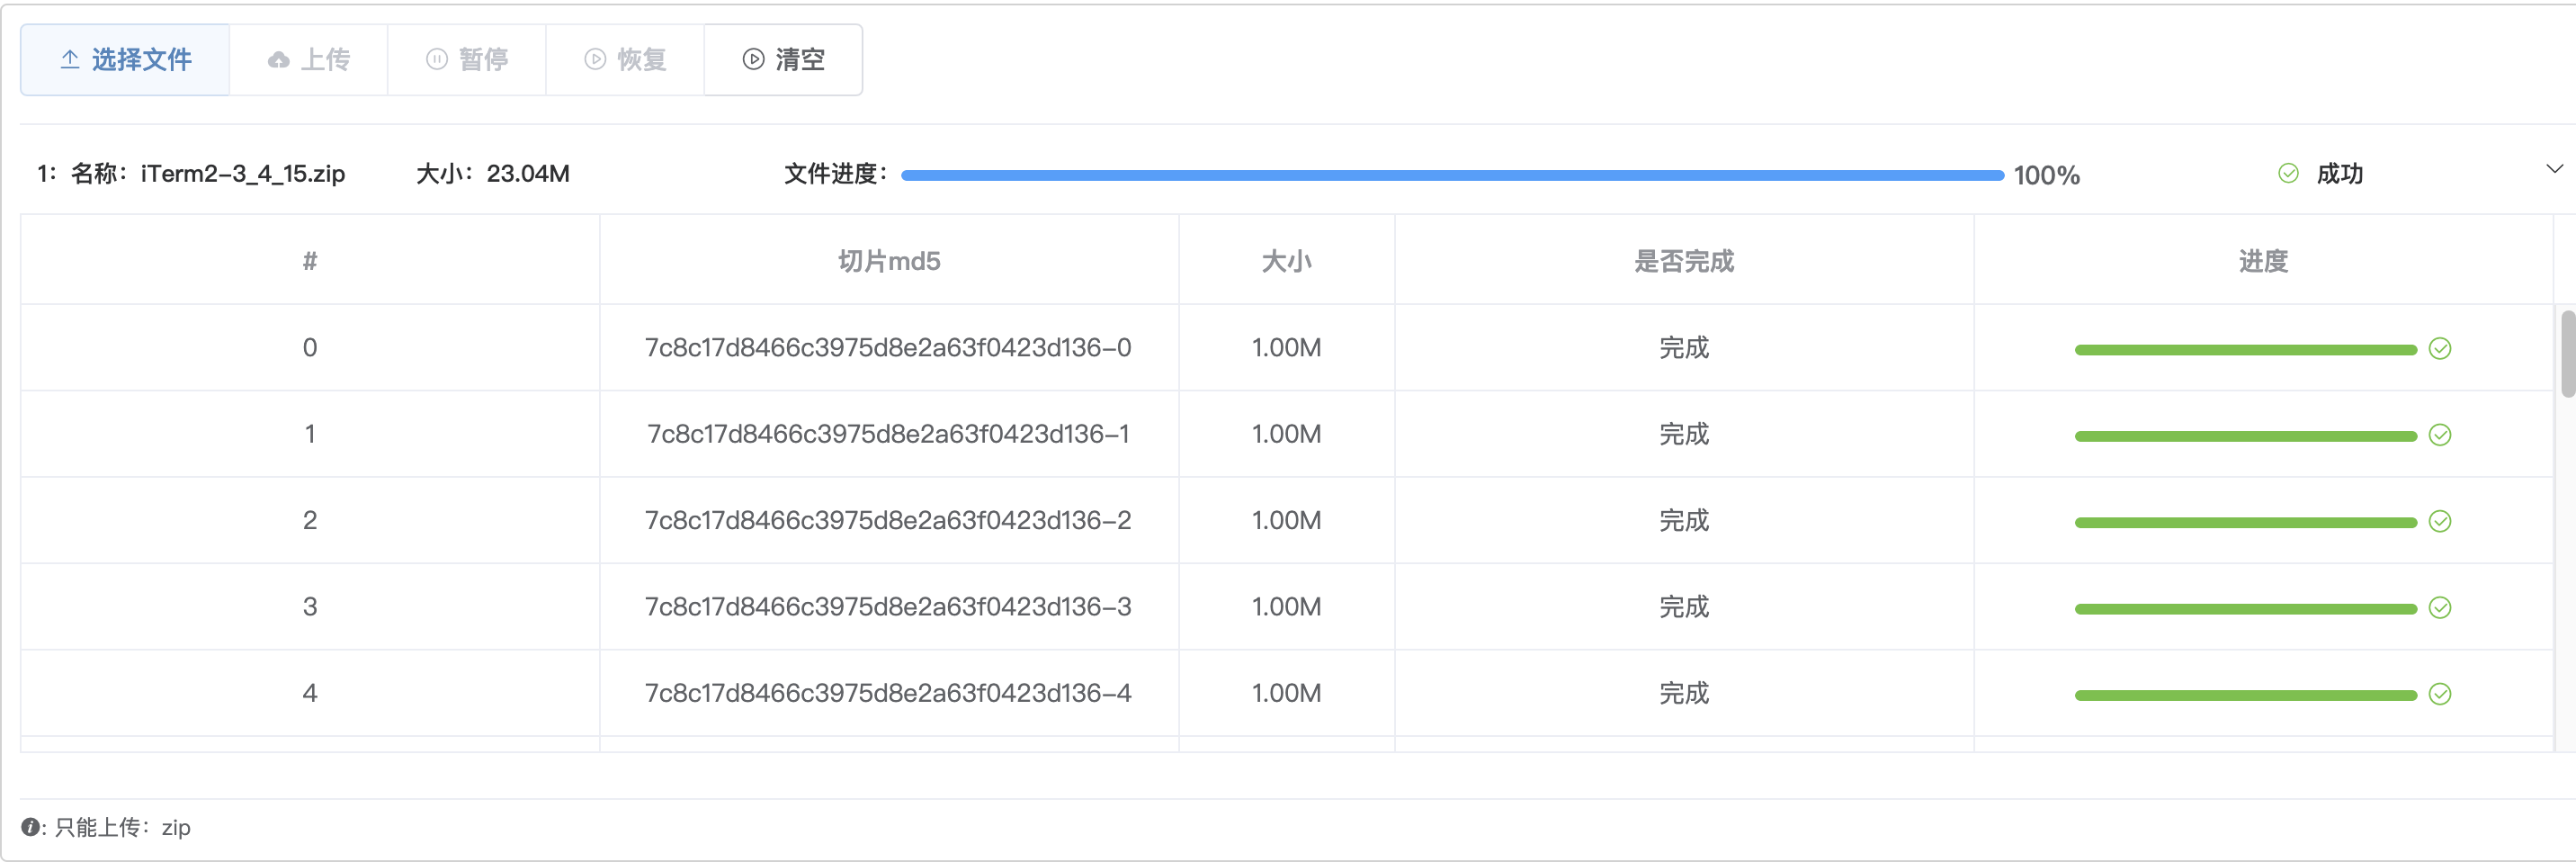 选择文件 上传 暂停 恢复 清空
1: 名称: iTerm2-3_4_15.zip 大小: 23.04M 文件进度: 100% 成功
# 切片md5 大小 是否完成 进度
0 7c8c17d8466c3975d8e2a63f0423d136-0 1.00M 完成
1 7c8c17d8466c3975d8e2a63f0423d136-1 1.00M 完成
2 7c8c17d8466c3975d8e2a63f0423d136-2 1.00M 完成
3 7c8c17d8466c3975d8e2a63f0423d136-3 1.00M 完成
4 7c8c17d8466c3975d8e2a63f0423d136-4 1.00M 完成
: 只能上传: zip